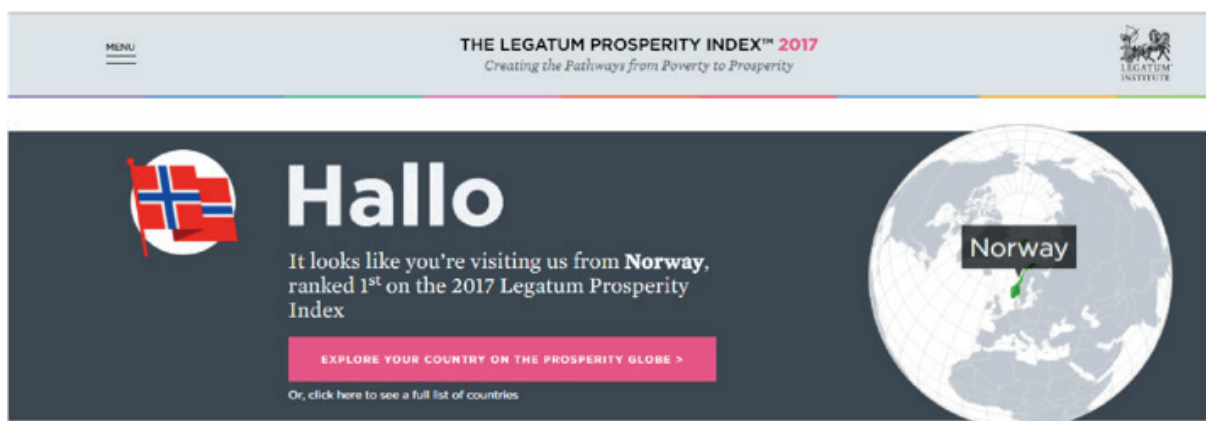 MENU
THE LEGATUM PROSPERITY INDEX™ 2017
Creating the Pathways from Poverty to Prosperity
LEGATUM
INSTITUTE
Hallo
It looks like you're visiting us from Norway,
ranked 1st on the 2017 Legatum Prosperity
Index
EXPLORE YOUR COUNTRY ON THE PROSPERITY GLOBE >
Or, click here to see a full list of countries
Norway